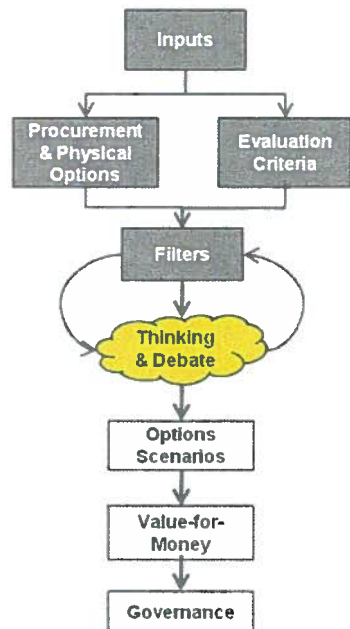 Inputs
Procurement
& Physical
Options
Evaluation
Criteria
Filters
Thinking
& Debate
Options
Scenarios
Value-for-
Money
Governance